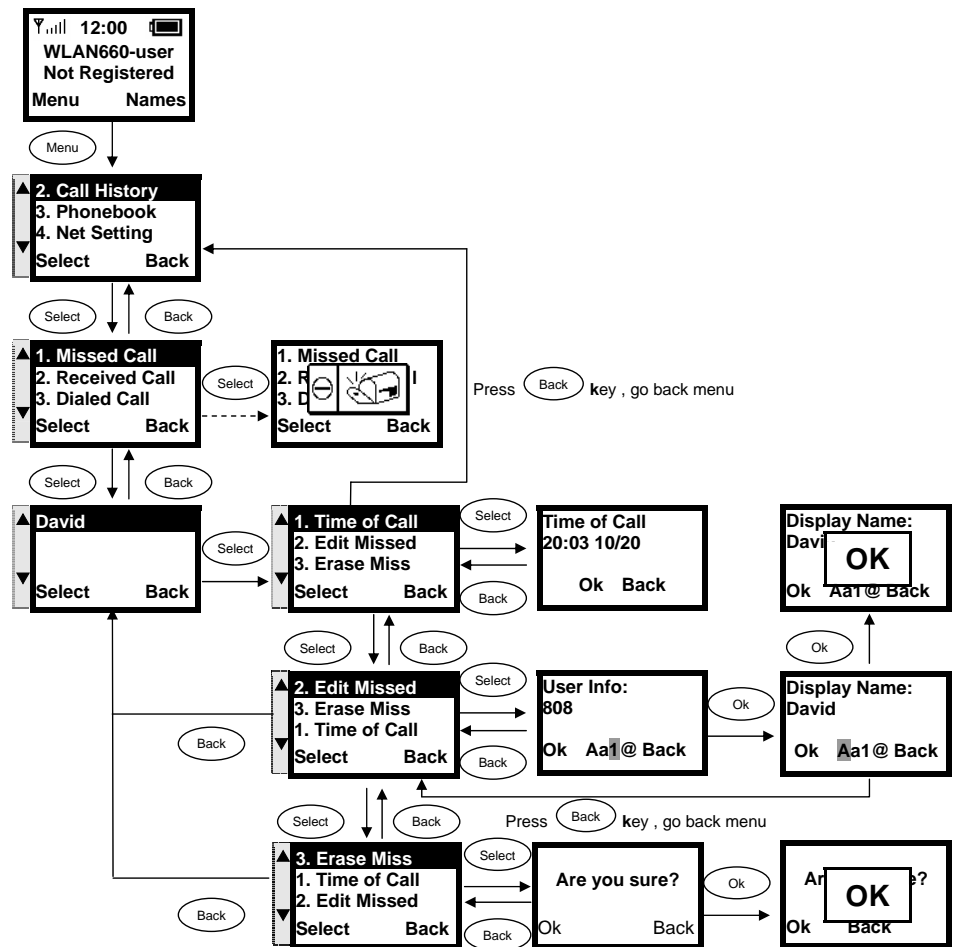 12:00
WLAN660-user
Not Registered
Menu Names
Menu
2. Call History
3. Phonebook
4. Net Setting
Select Back
Select
Back
1. Missed Call
2. Received Call
3. Dialed Call
Select Back
Select
1. Missed Call
2. R l
3. D
Select Back
Press Back key , go back menu
Select
Back
David
Select Back
Select
1. Time of Call
2. Edit Missed
3. Erase Miss
Select Back
Select
Back
Time of Call
20:03 10/20
Ok Back
Display Name:
Davi
OK
Ok Aa1@ Back
Select
Back
Ok
2. Edit Missed
3. Erase Miss
1. Time of Call
Select Back
Back
Select
Back
User Info:
808
Ok Aa1@ Back
Ok
Display Name:
David
Ok Aa1@ Back
Select
Back
Press Back key , go back menu
3. Erase Miss
1. Time of Call
2. Edit Missed
Select Back
Back
Select
Back
Are you sure?
Ok Back
Ok
Ar e?
OK
Ok Back